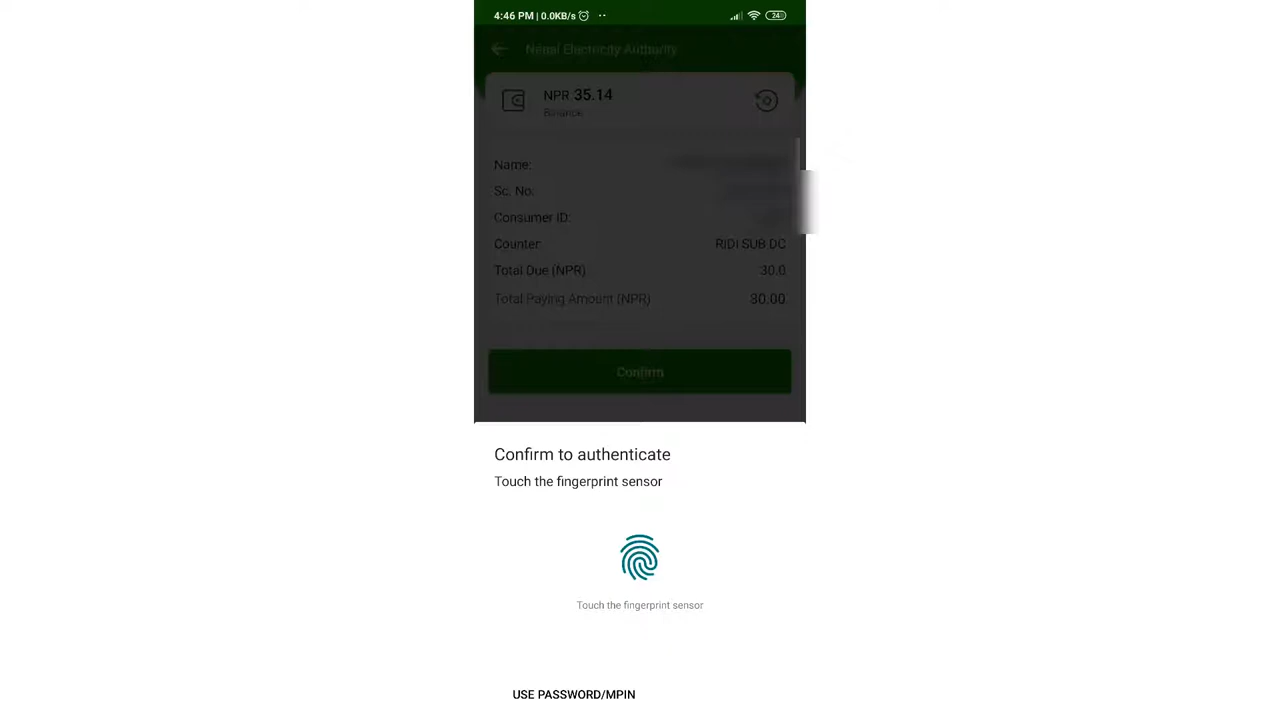 4:46 PM | 0.0KB/s
24
Nepal Electricity Authority
NPR 35.14
Balance
Name:
Sc. No:
Consumer ID:
Counter: RIDI SUB DC
Total Due (NPR) 30.0
Total Paying Amount (NPR) 30.00
Confirm
Confirm to authenticate
Touch the fingerprint sensor
Touch the fingerprint sensor
USE PASSWORD/MPIN